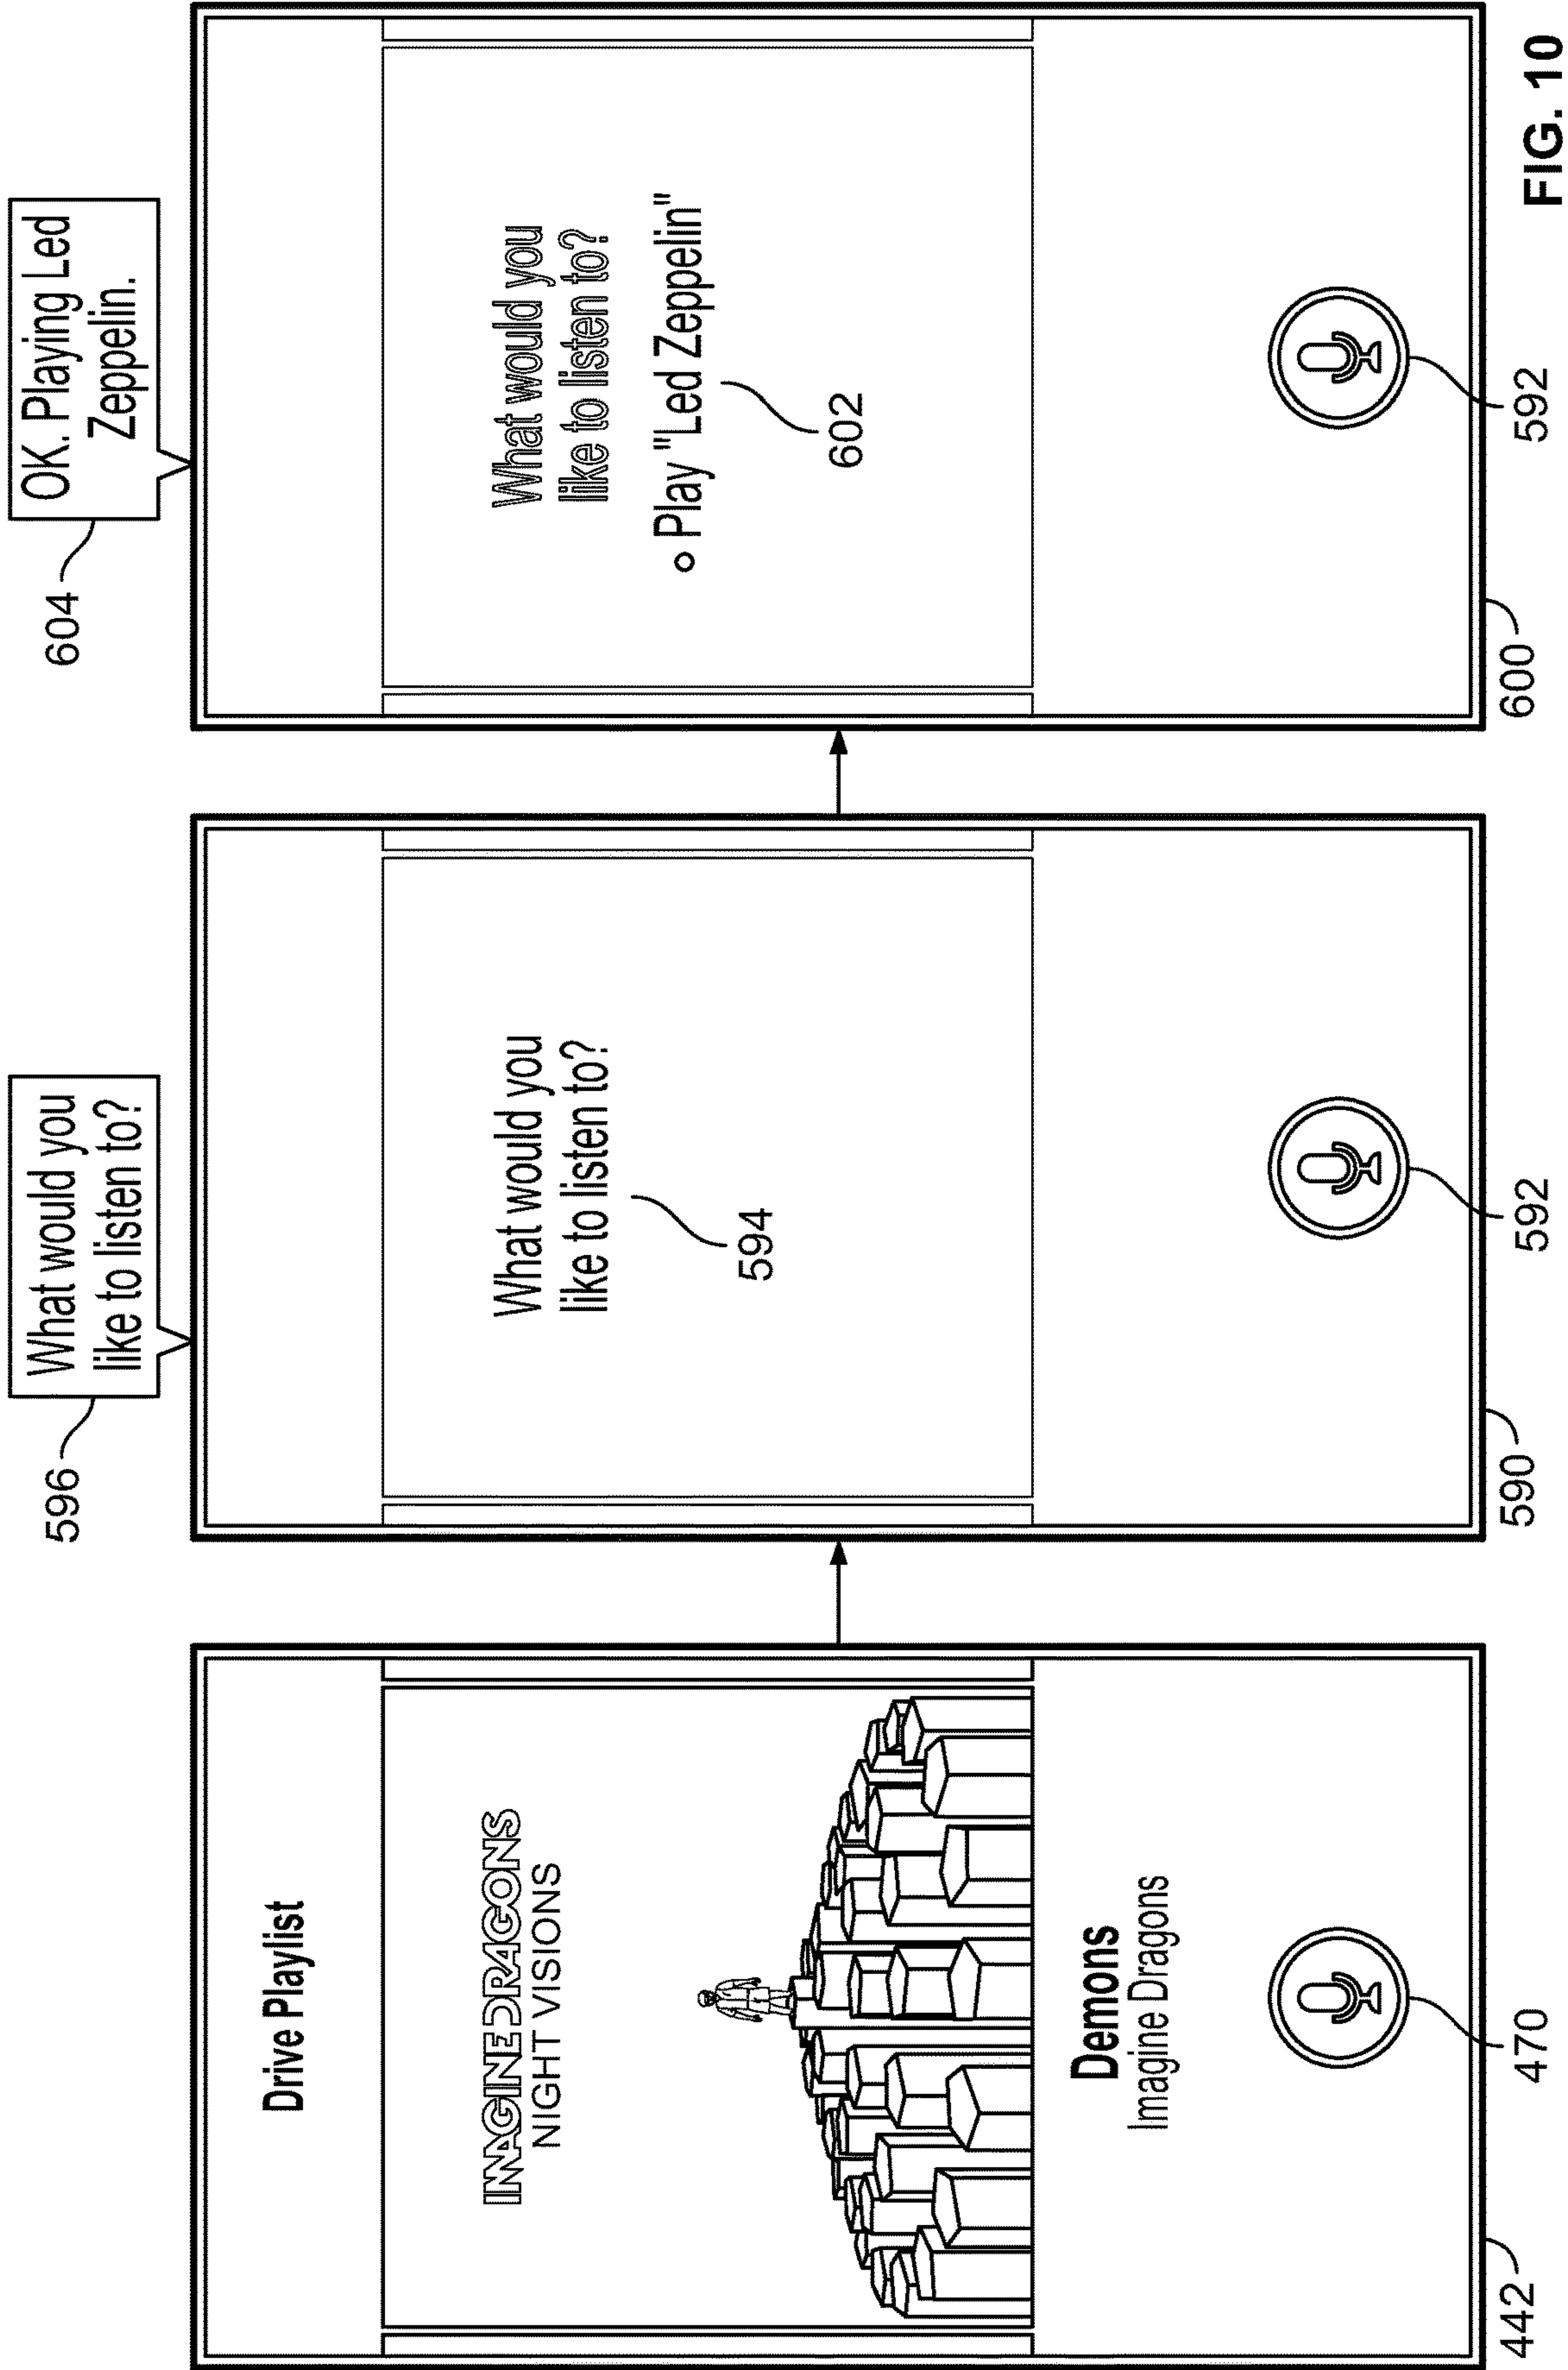 Drive Playlist
IMAGINE DRAGONS
NIGHT VISIONS
Demons
Imagine Dragons
470
442
596
What would you
like to listen to?
What would you
like to listen to?
594
592
590
604
OK. Playing Led
Zeppelin.
What would you
like to listen to?
○ Play "Led Zeppelin"
602
592
600
FIG. 10